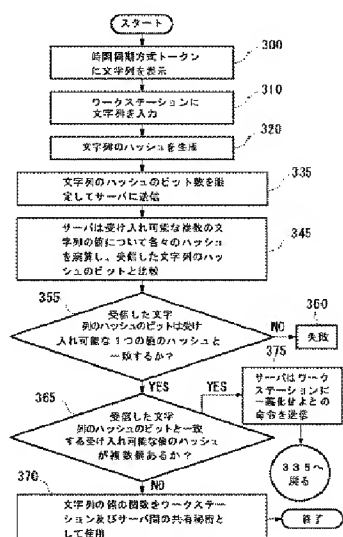 スタート
時間同期方式トークン
に文字列を表示
300
ワークステーションに
文字列を入力
310
文字列のハッシュを生成
320
文字列のハッシュのビット数を限
定してサーバに送信
335
サーバは受け入れ可能な複数の文
字列の値について各々のハッシュ
を演算し、受信した文字列のハッ
シュのビットと比較
345
355
受信した文字
列のハッシュのビットは受け
入れ可能な1つの値のハッシュと
一致するか?
NO
360
失敗
YES
365
受信した文字
列のハッシュのビットと一致
する受け入れ可能な値のハッシュ
が複数個あるか?
YES
375
サーバはワーク
ステーションに
一義化せよとの
命令を送信
335へ
戻る
NO
370
文字列の値の関数をワークステー
ション及びサーバ間の共有秘密と
して使用
終了